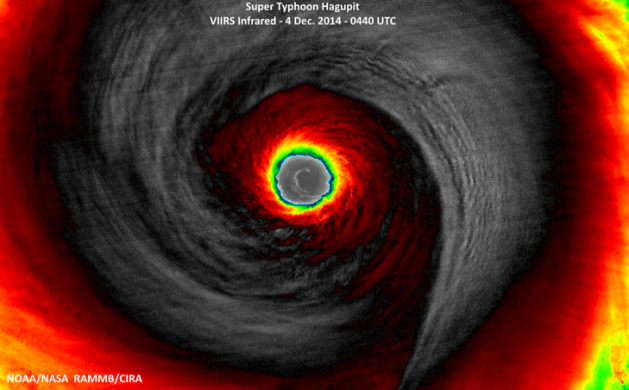 Super Typhoon Hagupit
VIIRS Infrared - 4 Dec. 2014 - 0440 UTC
NOAA/NASA RAMMB/CIRA